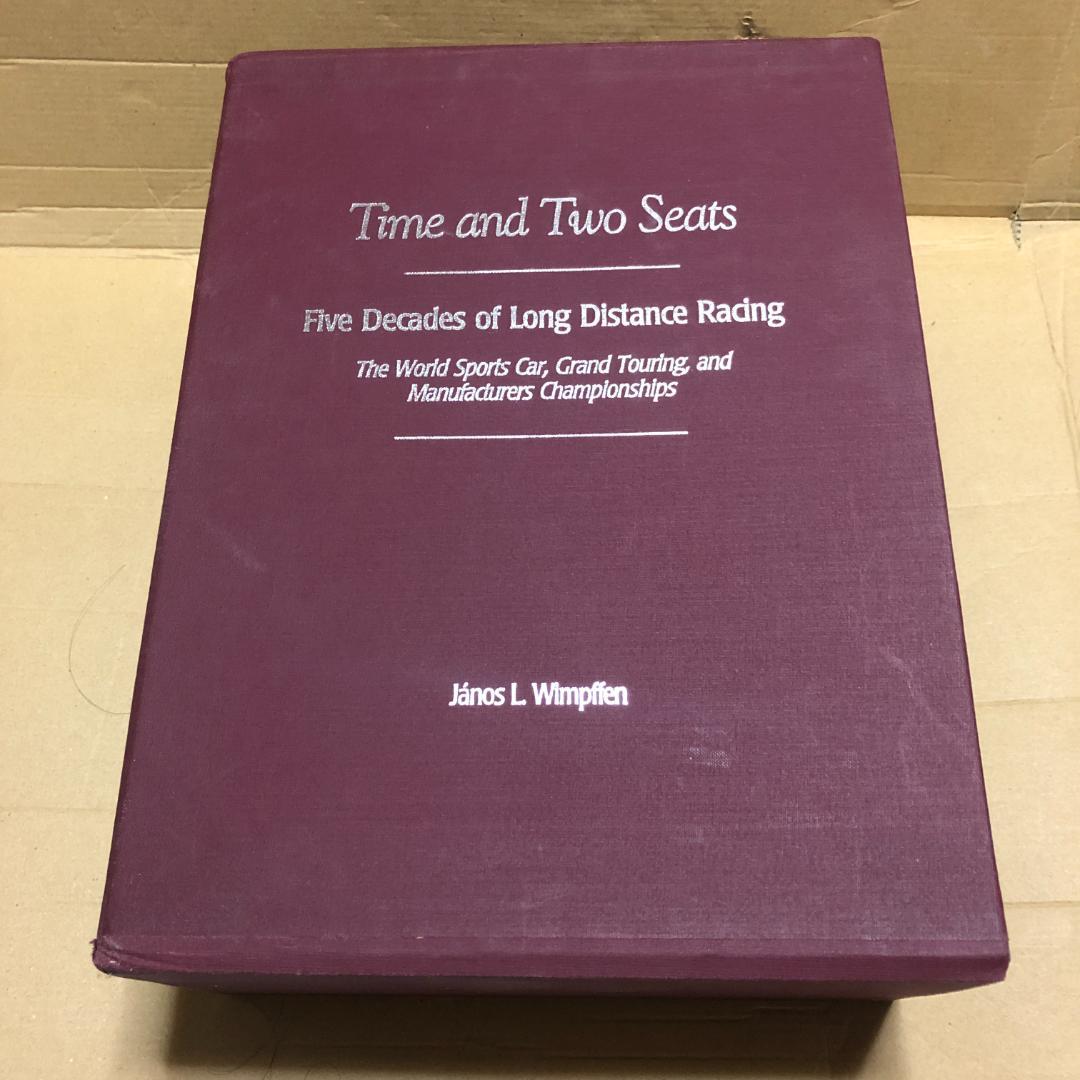 Time and Two Seats
Five Decades of Long Distance Racing
The World Sports Car, Grand Touring, and
Manufacturers Championships
János L. Wimpffen